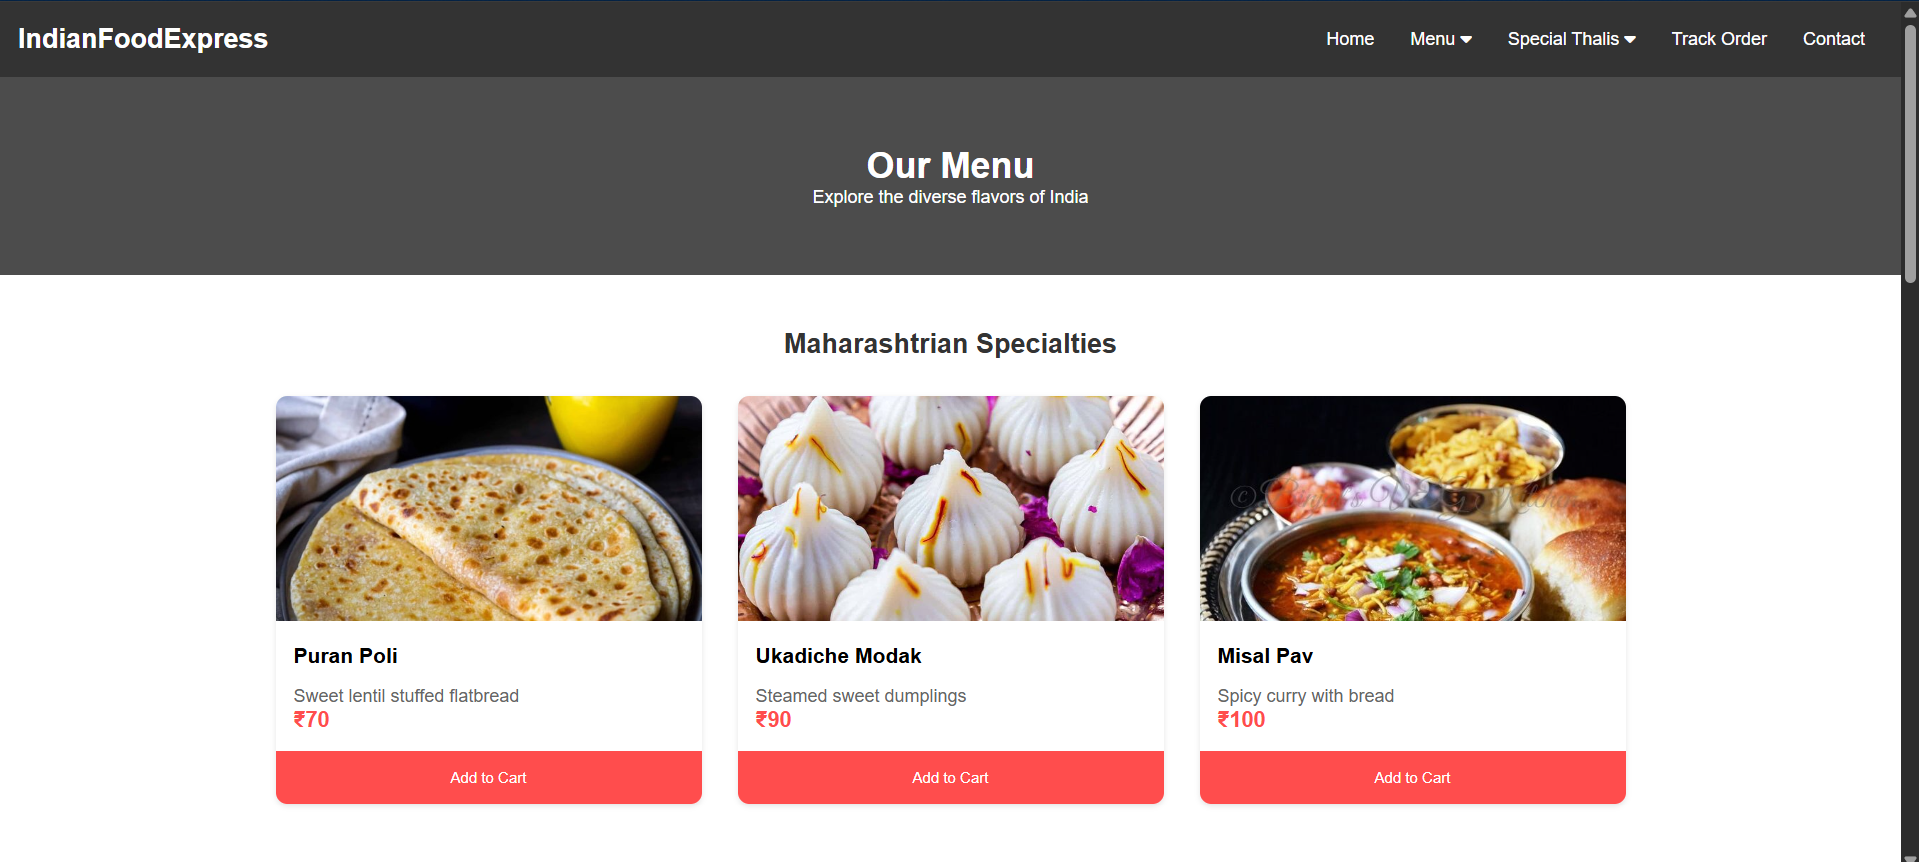 IndianFoodExpress
Home Menu Special Thalis Track Order Contact
Our Menu
Explore the diverse flavors of India
Maharashtrian Specialties
Puran Poli
Sweet lentil stuffed flatbread
₹70
Add to Cart
Ukadiche Modak
Steamed sweet dumplings
₹90
Add to Cart
Misal Pav
Spicy curry with bread
₹100
Add to Cart